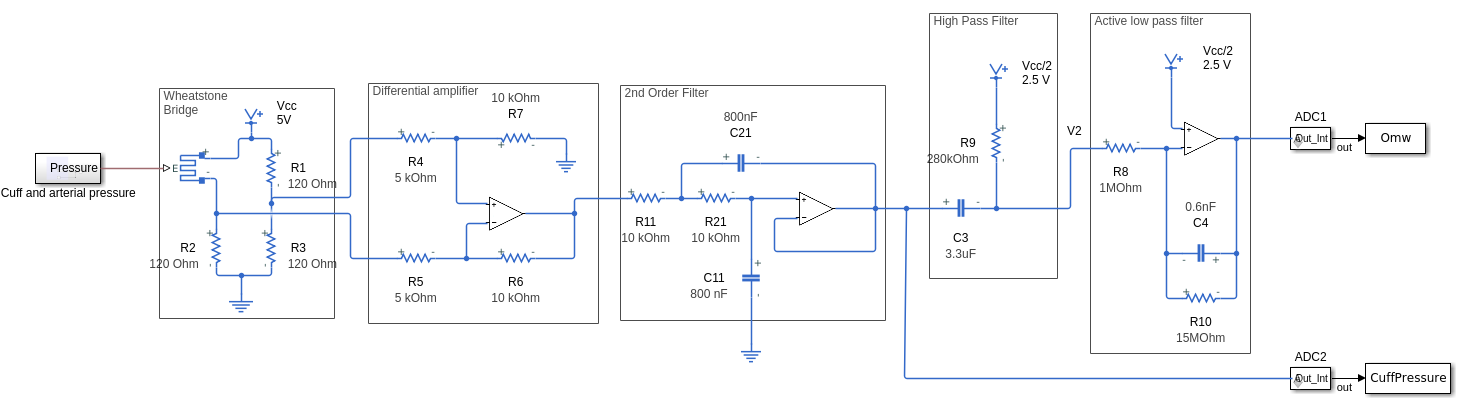 Wheatstone
Bridge
Vcc
5V
+
+
-
+
R1
120 Ohm
-
Pressure
E
Cuff and arterial pressure
R2
120 Ohm
+
-
R3
120 Ohm
+
-
Differential amplifier
10 kOhm
R7
+
-
R4
5 kOhm
+
-
+
-
R5
5 kOhm
+
-
R6
10 kOhm
+
-
2nd Order Filter
800nF
C21
+
-
R11
10 kOhm
+
-
R21
10 kOhm
+
-
+
-
C11
800 nF
+
-
High Pass Filter
Vcc/2
2.5 V
+
R9
280kOhm
+
-
C3
3.3uF
+
-
V2
Active low pass filter
Vcc/2
2.5 V
+
R8
1MOhm
+
-
+
-
0.6nF
C4
-
+
R10
15MOhm
+
-
ADC1
Out_Int
out
Omw
ADC2
Out_Int
out
CuffPressure